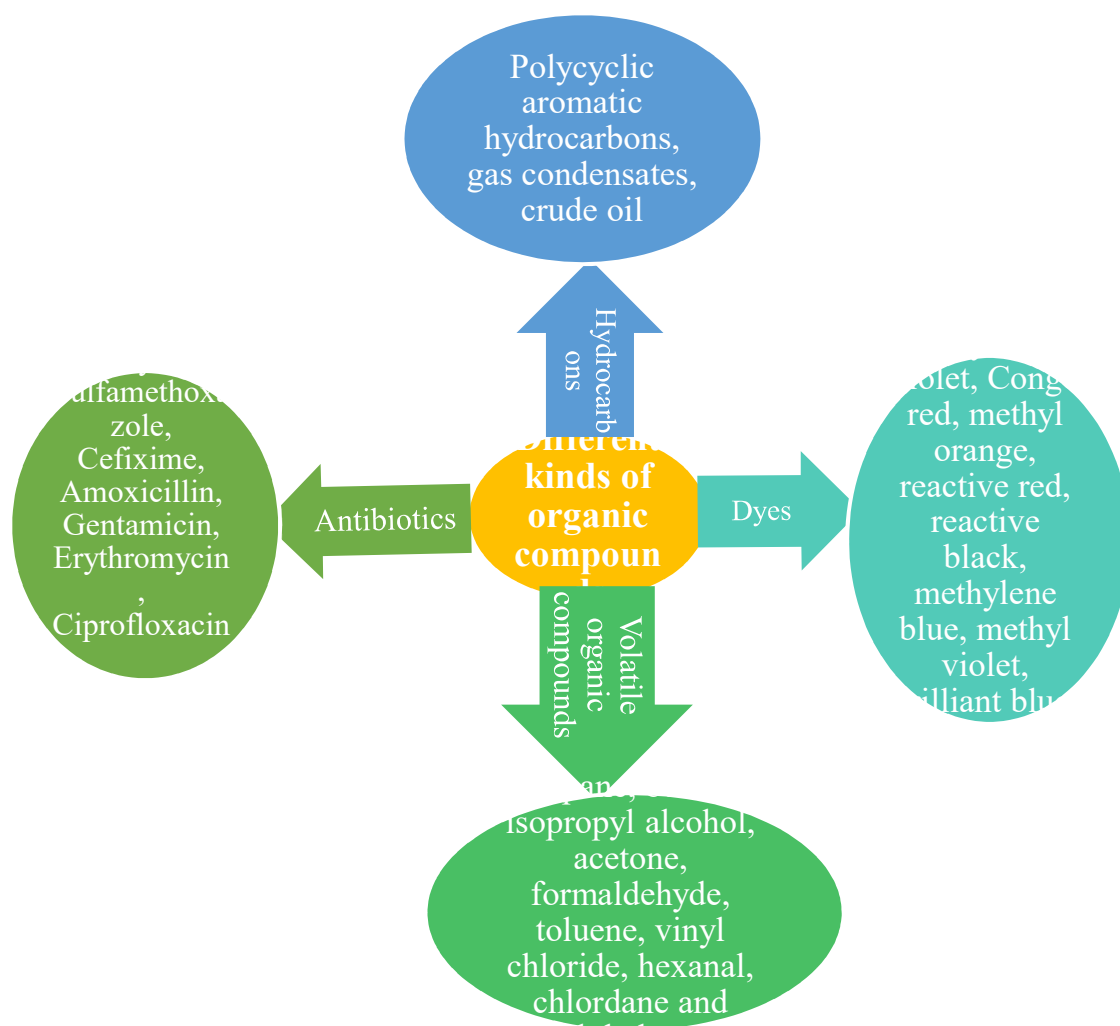 Polycyclic
aromatic
hydrocarbons,
gas condensates,
crude oil
Hydrocarb
ons
zole,
Cefixime,
Amoxicillin,
Gentamicin,
Erythromycin
,
Ciprofloxacin
Antibiotics
Different
kinds of
organic
compoun
Dyes
red, methyl
orange,
reactive red,
reactive
black,
methylene
blue, methyl
violet,
Volatile
organic
compounds
isopropyl alcohol,
acetone,
formaldehyde,
toluene, vinyl
chloride, hexanal,
chlordane and